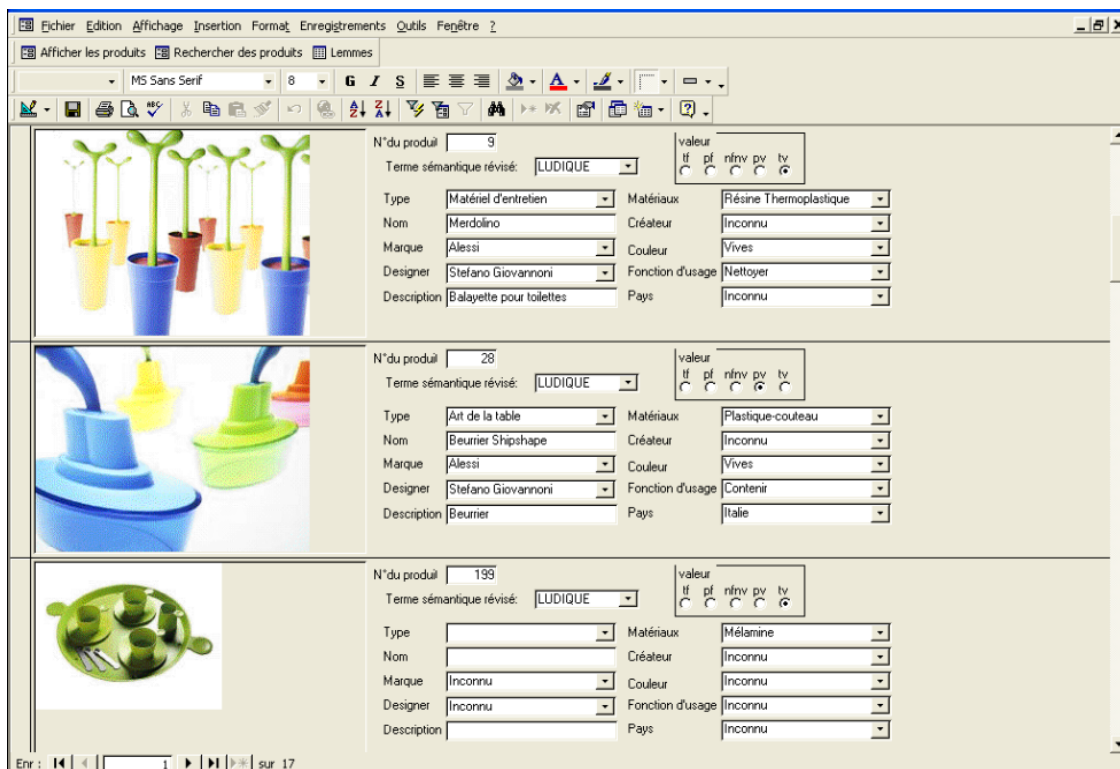 Fichier Edition Affichage Insertion Format Enregistrements Outils Fenêtre ?
Afficher les produits Rechercher des produits Lemmes
MS Sans Serif 8 G I S
N°du produil 9 valeur
tf pf nfnv pv tv
Terme sémantique révisé: LUDIQUE
Type Matériel d'entretien Matériaux Résine Thermoplastique
Nom Merdolino Créateur Inconnu
Marque Alessi Couleur Vives
Designer Stefano Giovannoni Fonction d'usage Nettoyer
Description Balayette pour toilettes Pays Inconnu
N°du produil 28 valeur
tf pf nfnv pv tv
Terme sémantique révisé: LUDIQUE
Type Art de la table Matériaux Plastique-couteau
Nom Beurrier Shipshape Créateur Inconnu
Marque Alessi Couleur Vives
Designer Stefano Giovannoni Fonction d'usage Contenir
Description Beurrier Pays Italie
N°du produil 199 valeur
tf pf nfnv pv tv
Terme sémantique révisé: LUDIQUE
Type Matériaux Mélamine
Nom Créateur Inconnu
Marque Inconnu Couleur Inconnu
Designer Inconnu Fonction d'usage Inconnu
Description Pays Inconnu
Enr : 1 sur 17